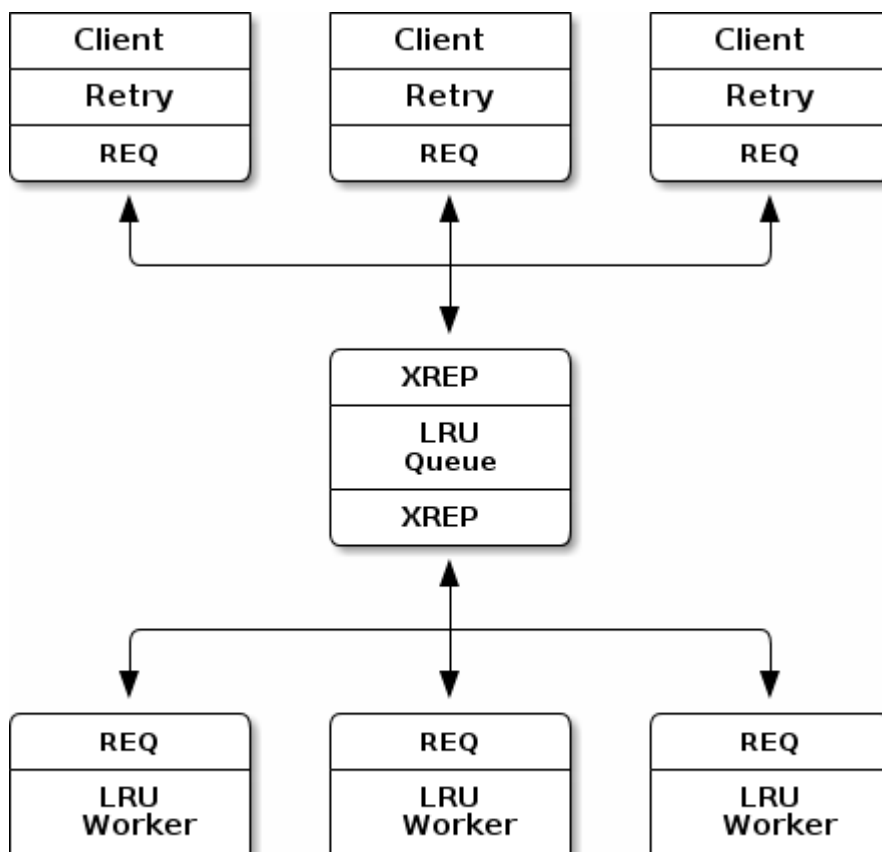 Client Client Client
Retry Retry Retry
REQ REQ REQ
XREP
LRU
Queue
XREP
REQ REQ REQ
LRU LRU LRU
Worker Worker Worker